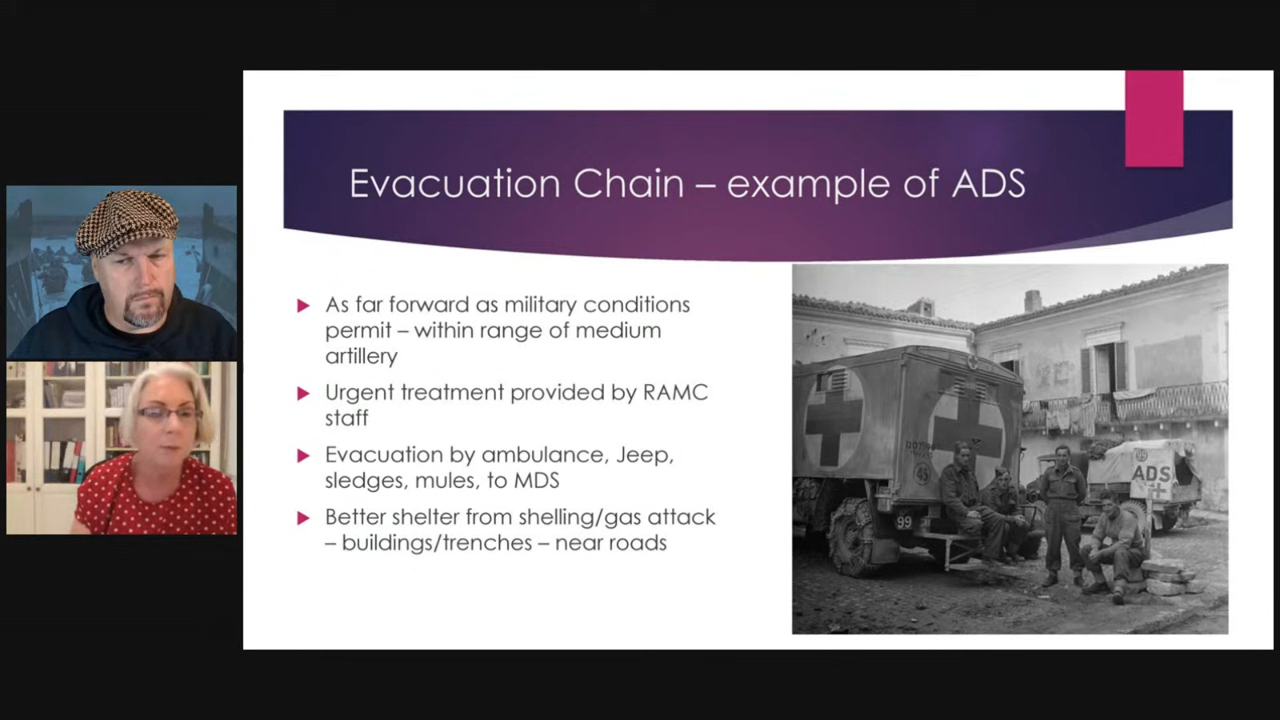 Evacuation Chain – example of ADS
As far forward as military conditions
permit – within range of medium
artillery
Urgent treatment provided by RAMC
staff
Evacuation by ambulance, Jeep,
sledges, mules, to MDS
Better shelter from shelling/gas attack
– buildings/trenches – near roads
99
ADS